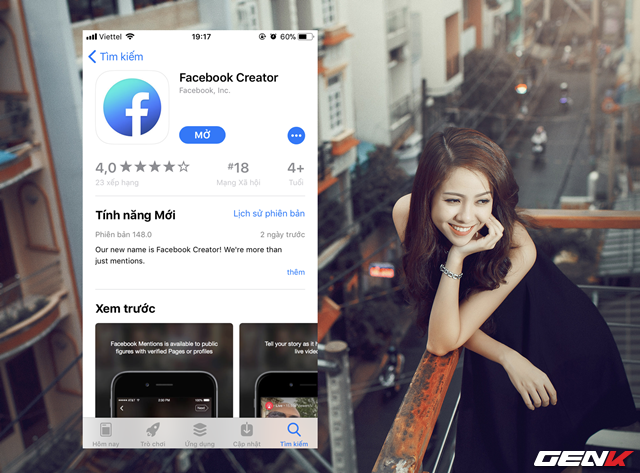 Viettel 19:17 60%
Tìm kiếm
Facebook Creator
Facebook, Inc.
MỞ
4,0 ★★★★☆ #18 4+
23 xếp hạng Mạng Xã hội Tuổi
Tính năng Mới Lịch sử phiên bản
Phiên bản 148.0 2 ngày trước
Our new name is Facebook Creator! We're more than
just mentions.
thêm
Xem trước
Facebook Mentions is available to public
figures with verified Pages or profiles
Tell your story as it h
live video
Hôm nay Trò chơi Ứng dụng Cập nhật Tìm kiếm
GENK